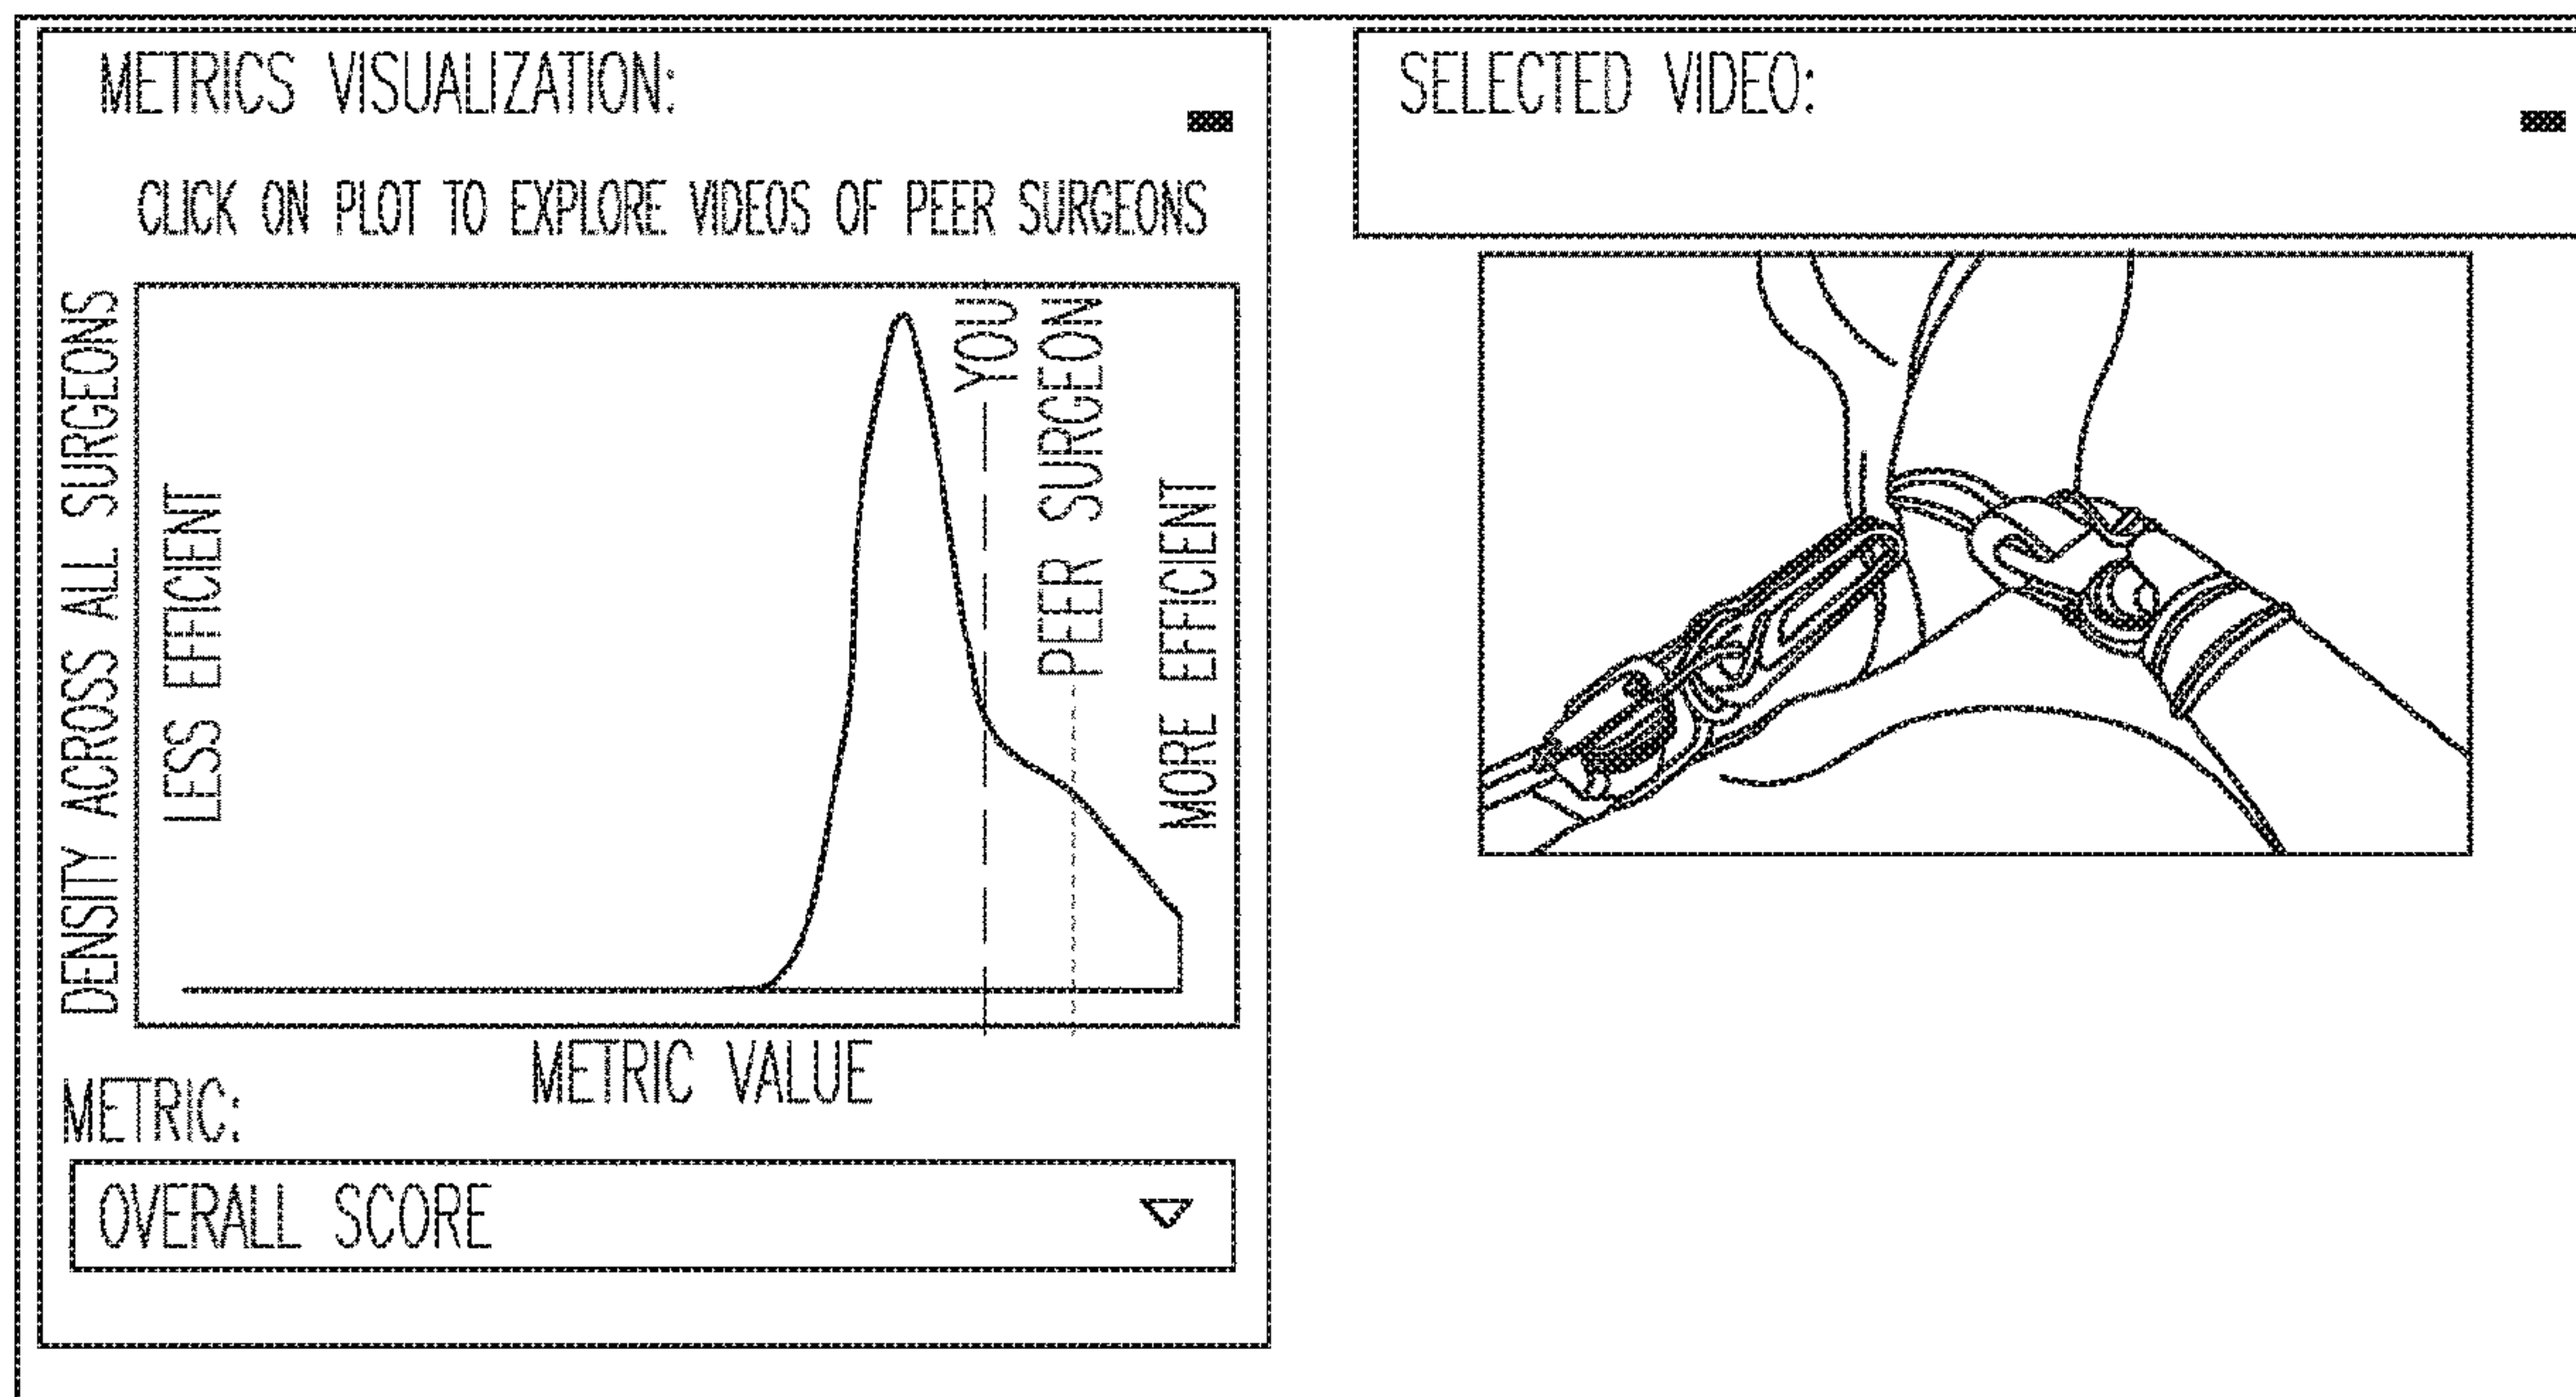 METRICS VISUALIZATION:
CLICK ON PLOT TO EXPLORE VIDEOS OF PEER SURGEONS
DENSITY ACROSS ALL SURGEONS
LESS EFFICIENT
YOU
PEER SURGEON
MORE EFFICIENT
METRIC VALUE
METRIC:
OVERALL SCORE
SELECTED VIDEO: